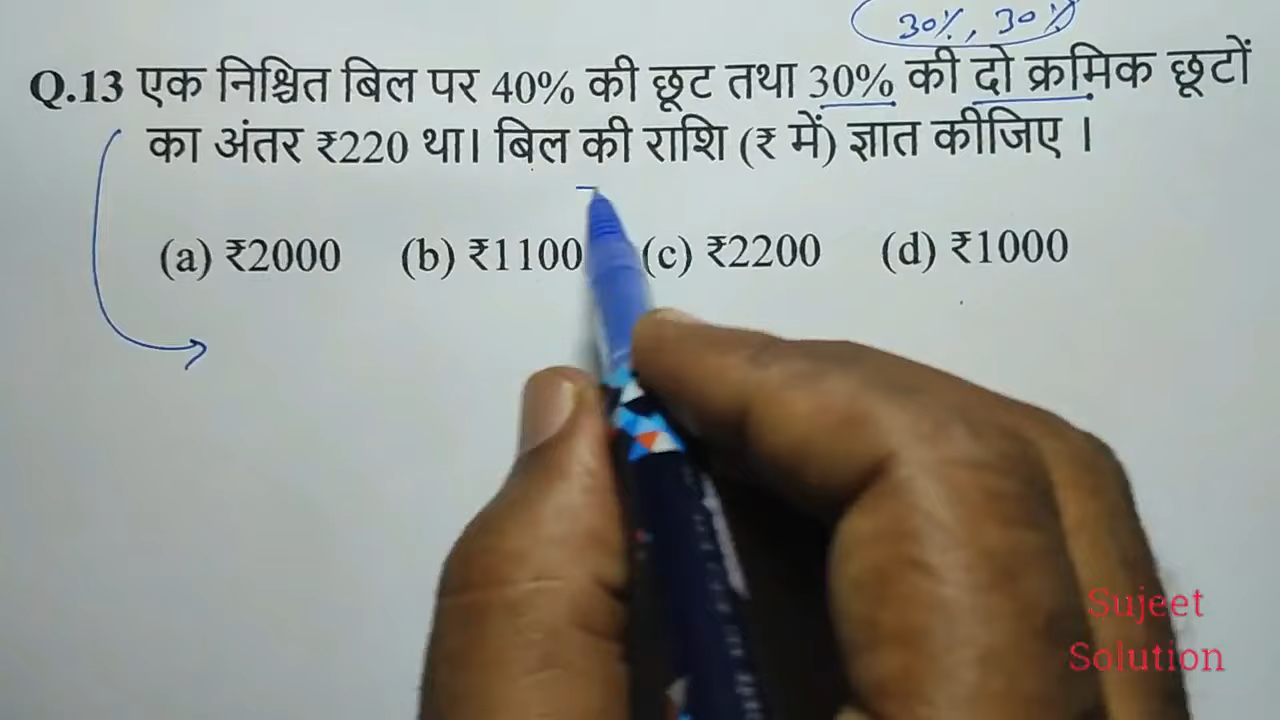 30%, 30%
Q.13 एक निश्चित बिल पर 40% की छूट तथा 30% की दो क्रमिक छूटों
का अंतर ₹220 था। बिल की राशि (₹ में) ज्ञात कीजिए ।
(a) ₹2000 (b) ₹1100 (c) ₹2200 (d) ₹1000
Sujeet
Solution